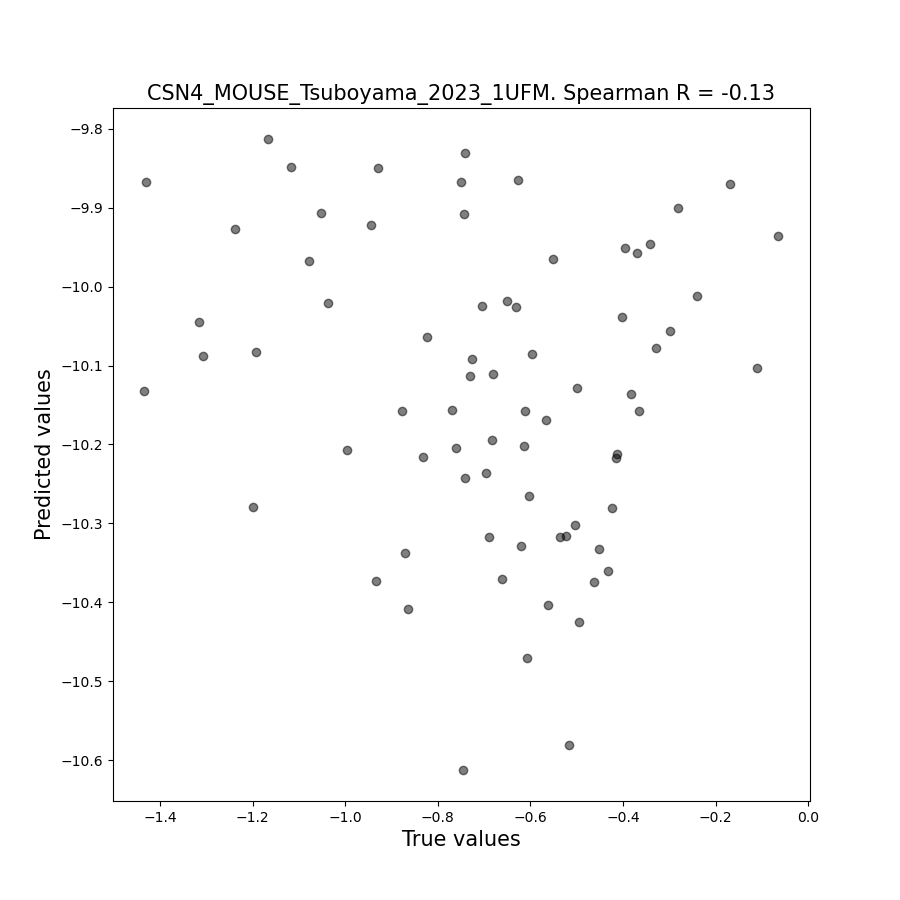 CSN4_MOUSE_Tsuboyama_2023_1UFM. Spearman R = -0.13
−9.8
−9.9
−10.0
−10.1
−10.2
−10.3
−10.4
−10.5
−10.6
Predicted values
−1.4 −1.2 −1.0 −0.8 −0.6 −0.4 −0.2 0.0
True values